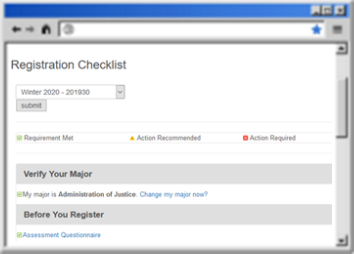 Registration Checklist
Winter 2020 - 201930
submit
Requirement Met Action Recommended Action Required
Verify Your Major
My major is Administration of Justice. Change my major now?
Before You Register
Assessment Questionnaire